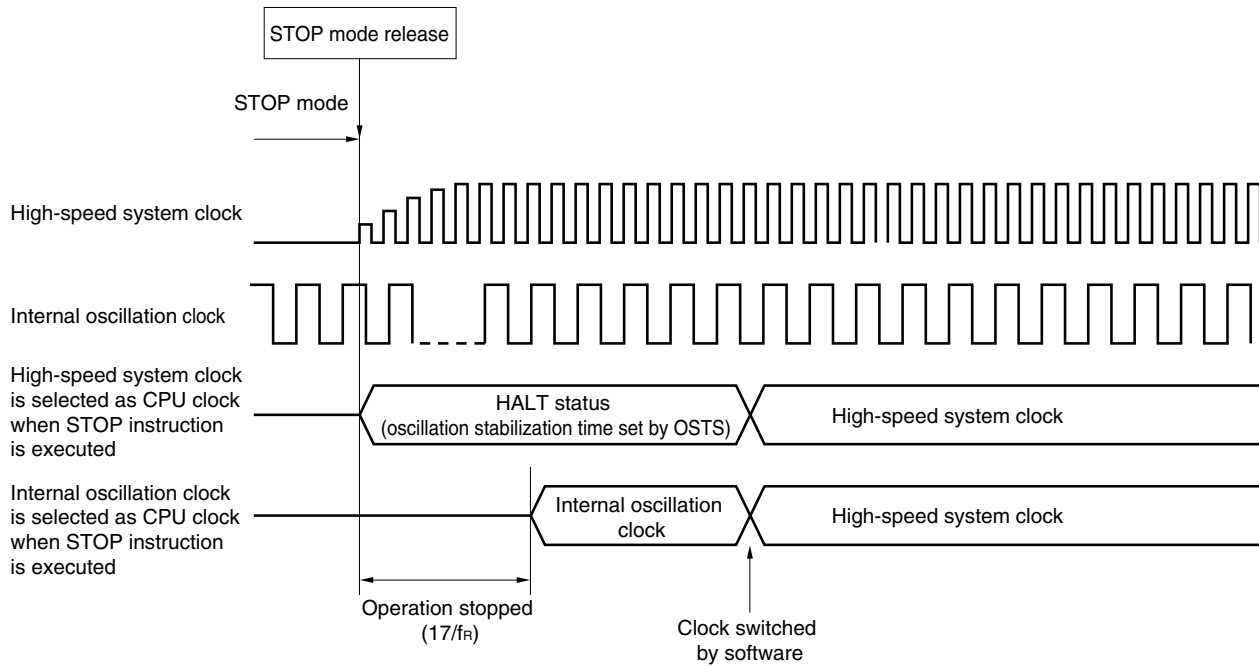 STOP mode release
STOP mode
High-speed system clock
Internal oscillation clock
High-speed system clock
is selected as CPU clock
when STOP instruction
is executed
HALT status
(oscillation stabilization time set by OSTS)
High-speed system clock
Internal oscillation clock
is selected as CPU clock
when STOP instruction
is executed
Internal oscillation
clock
High-speed system clock
Operation stopped
(17/fR)
Clock switched
by software